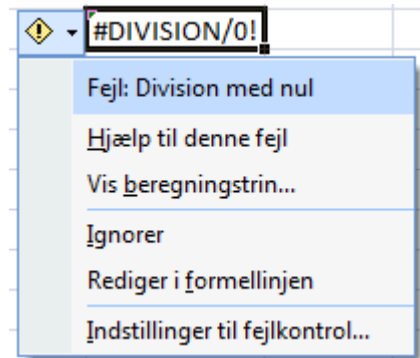 #DIVISION/0!
Fejl: Division med nul
Hjælp til denne fejl
Vis beregningstrin...
Ignorer
Rediger i formellinjen
Indstillinger til fejlkontrol...